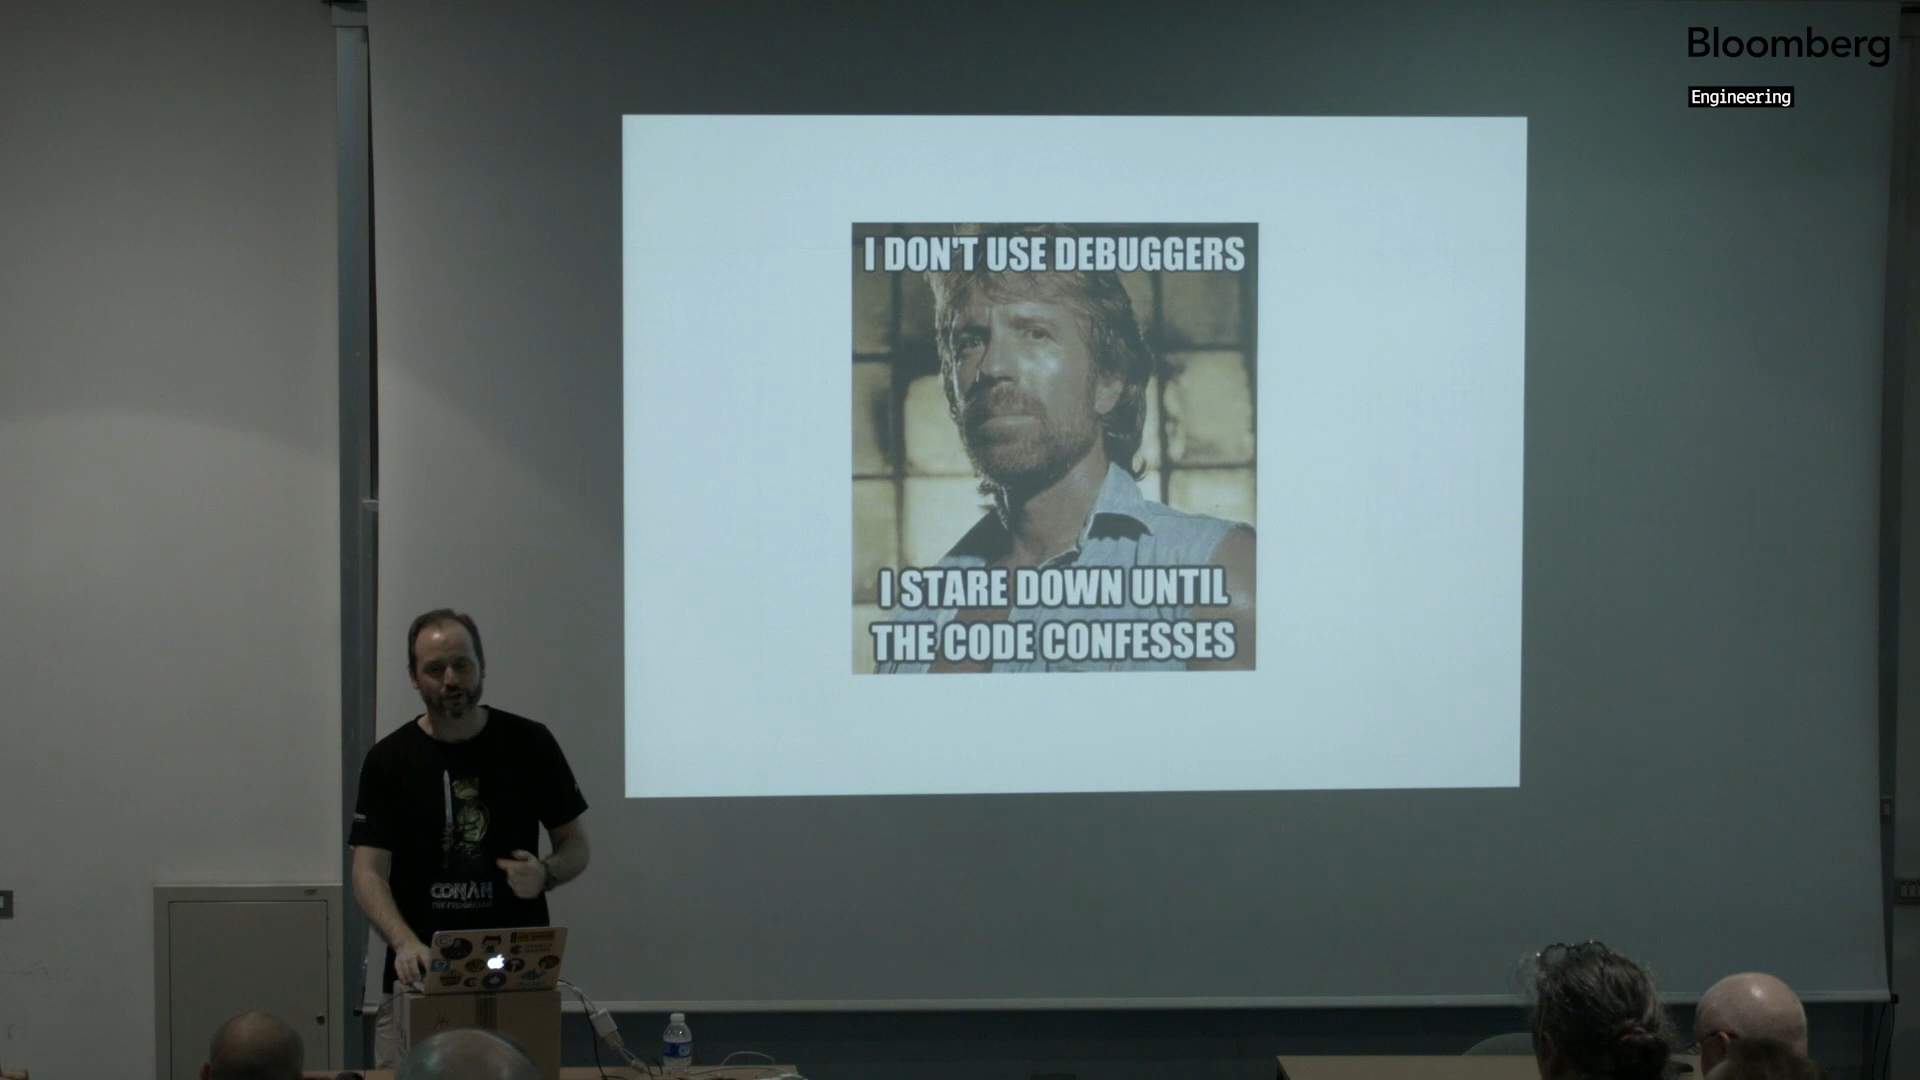 Bloomberg
Engineering
I DON'T USE DEBUGGERS
I STARE DOWN UNTIL
THE CODE CONFESSES
CONAN